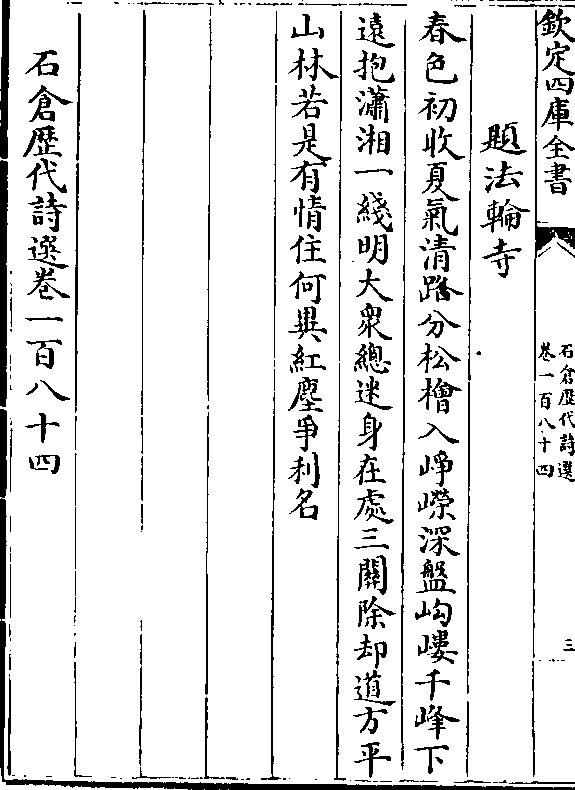 欽定四庫全書
石倉歷代詩選
卷一百八十四
三
題法輪寺
春色初收夏氣清路分松檜入崢嶸深盤岣嶁千峰下
遠抱瀟湘一綫明大衆總迷身在處三關除却道方平
山林若是有情住何異紅塵爭利名
石倉歷代詩選卷一百八十四